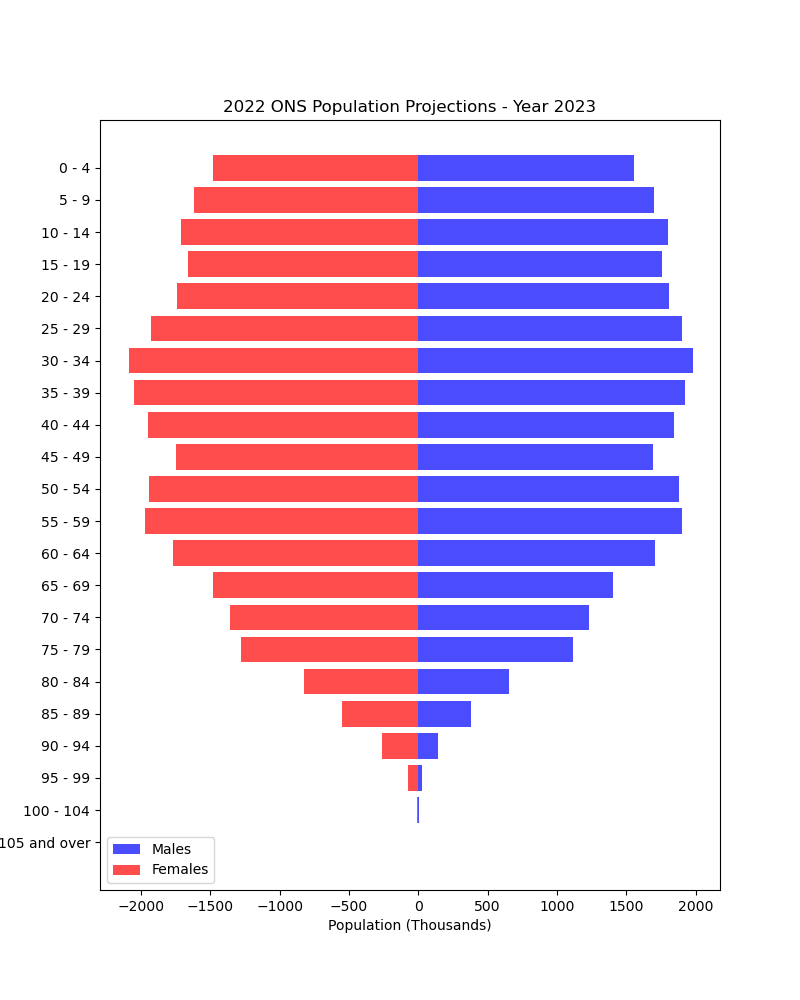 2022 ONS Population Projections - Year 2023
0 - 4
5 - 9
10 - 14
15 - 19
20 - 24
25 - 29
30 - 34
35 - 39
40 - 44
45 - 49
50 - 54
55 - 59
60 - 64
65 - 69
70 - 74
75 - 79
80 - 84
85 - 89
90 - 94
95 - 99
100 - 104
105 and over
Males
Females
−2000 −1500 −1000 −500 0 500 1000 1500 2000
Population (Thousands)